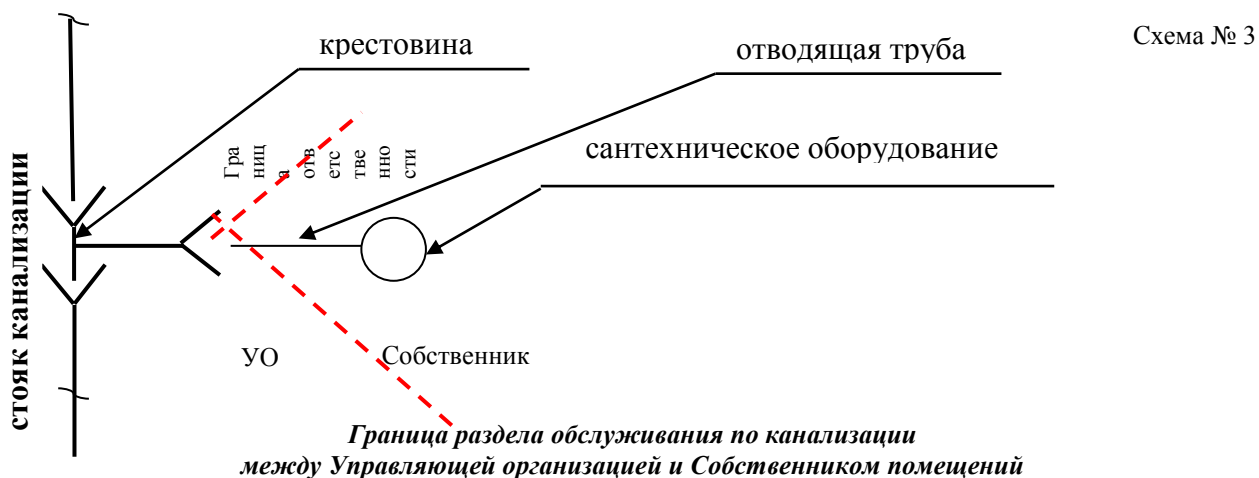 Схема № 3
крестовина
отводящая труба
сантехническое оборудование
Гра
ниц
а
отв
етс
тве
нно
сти
стояк канализации
УО
Собственник
Граница раздела обслуживания по канализации
между Управляющей организацией и Собственником помещений